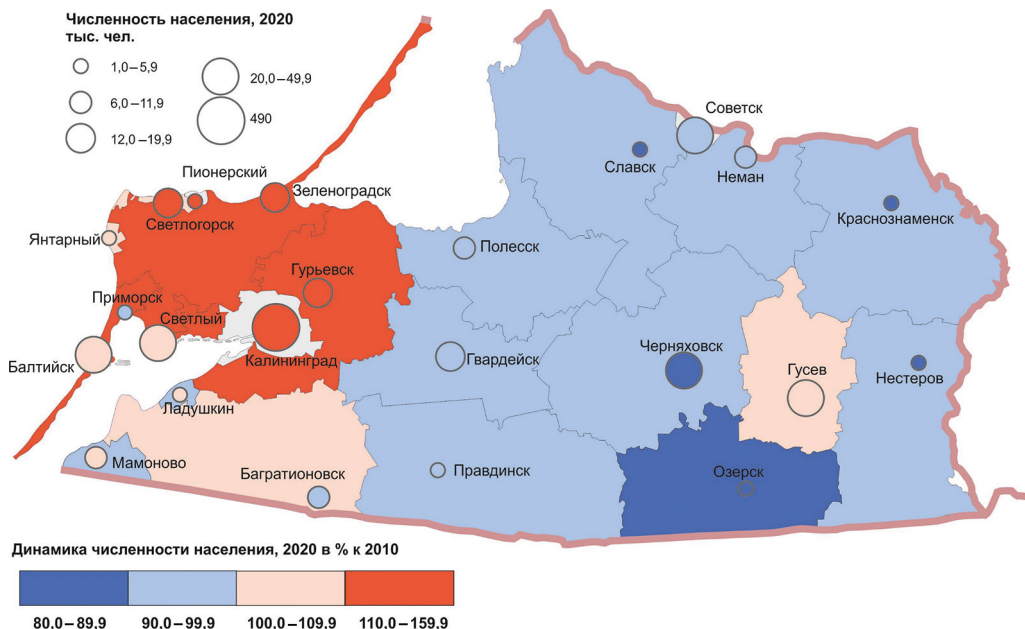 Численность населения, 2020
тыс. чел.
1,0–5,9
20,0–49,9
6,0–11,9
490
12,0–19,9
Советск
Славск
Неман
Пионерский
Зеленоградск
Светлогорск
Краснознаменск
Янтарный
Полесск
Гурьевск
Приморск
Светлый
Балтийск
Калининград
Гвардейск
Черняховск
Гусев
Нестеров
Ладушкин
Мамоново
Багратионовск
Правдинск
Озерск
Динамика численности населения, 2020 в % к 2010
80,0–89,9
90,0–99,9
100,0–109,9
110,0–159,9